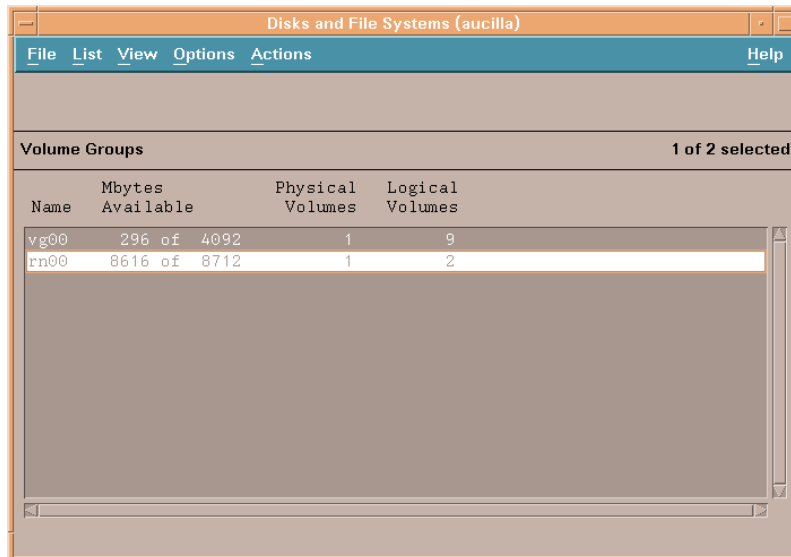 Disks and File Systems (aucilla)
File List View Options Actions Help
Volume Groups 1 of 2 selected
Mbytes Physical Logical
Name Available Volumes Volumes
vg00 296 of 4092 1 9
rn00 8616 of 8712 1 2